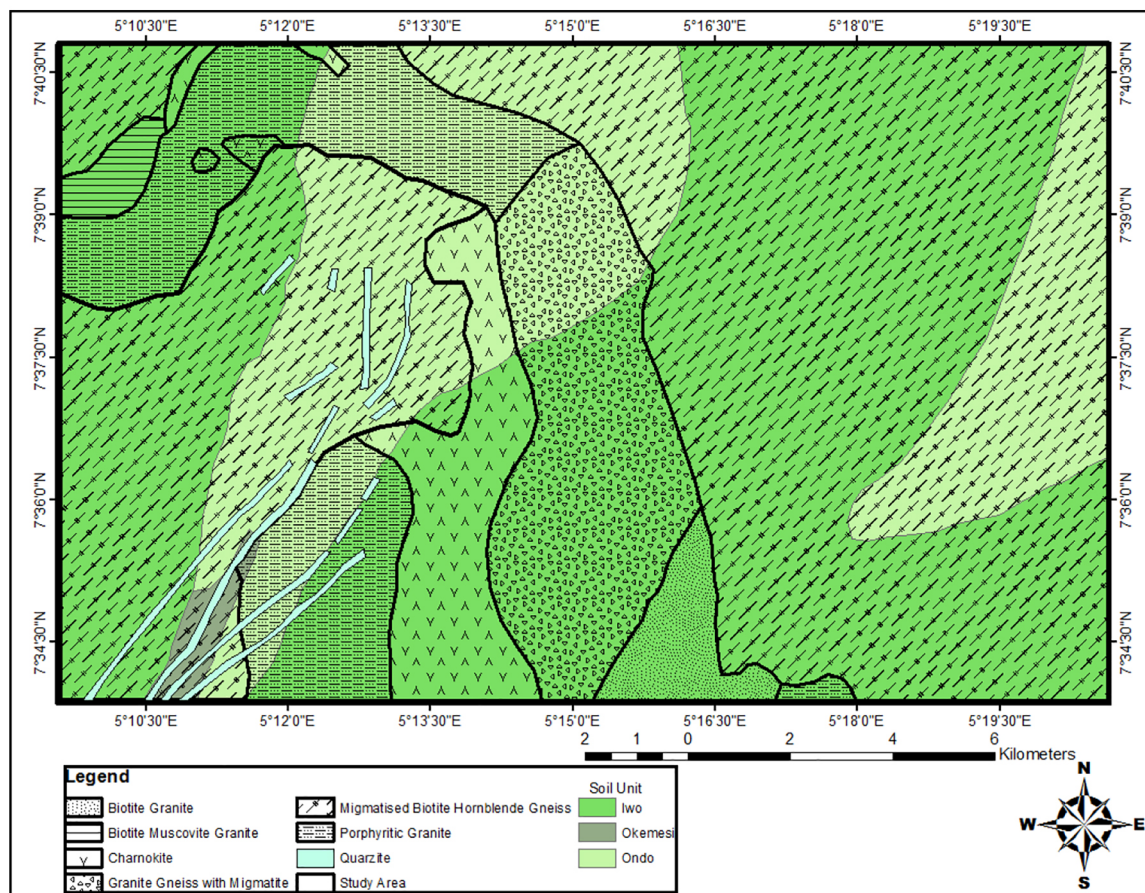 5°10'30"E 5°12'0"E 5°13'30"E 5°15'0"E 5°16'30"E 5°18'0"E 5°19'30"E
7°40'30"N 7°40'30"N
7°39'0"N 7°39'0"N
7°37'30"N 7°37'30"N
7°36'0"N 7°36'0"N
7°34'30"N 7°34'30"N
5°10'30"E 5°12'0"E 5°13'30"E 5°15'0"E 5°16'30"E 5°18'0"E 5°19'30"E
2 1 0 2 4 6
Kilometers
Legend
Biotite Granite
Biotite Muscovite Granite
Charnokite
Granite Gneiss with Migmatite
Migmatised Biotite Hornblende Gneiss
Porphyritic Granite
Quarzite
Study Area
Soil Unit
Iwo
Okemesi
Ondo
N
W E
S